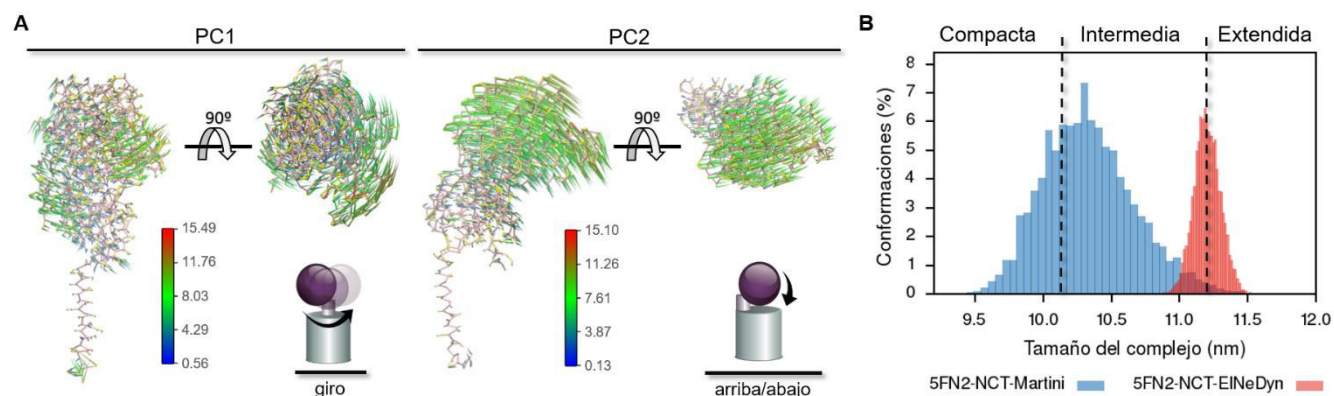 A
PC1
PC2
90º
90º
15.49
11.76
8.03
4.29
0.56
giro
15.10
11.26
7.61
3.87
0.13
arriba/abajo
B
Compacta Intermedia Extendida
8
7
6
5
4
3
2
1
0
Conformaciones (%)
9.5 10.0 10.5 11.0 11.5 12.0
Tamaño del complejo (nm)
5FN2-NCT-Martini 5FN2-NCT-ElNeDyn